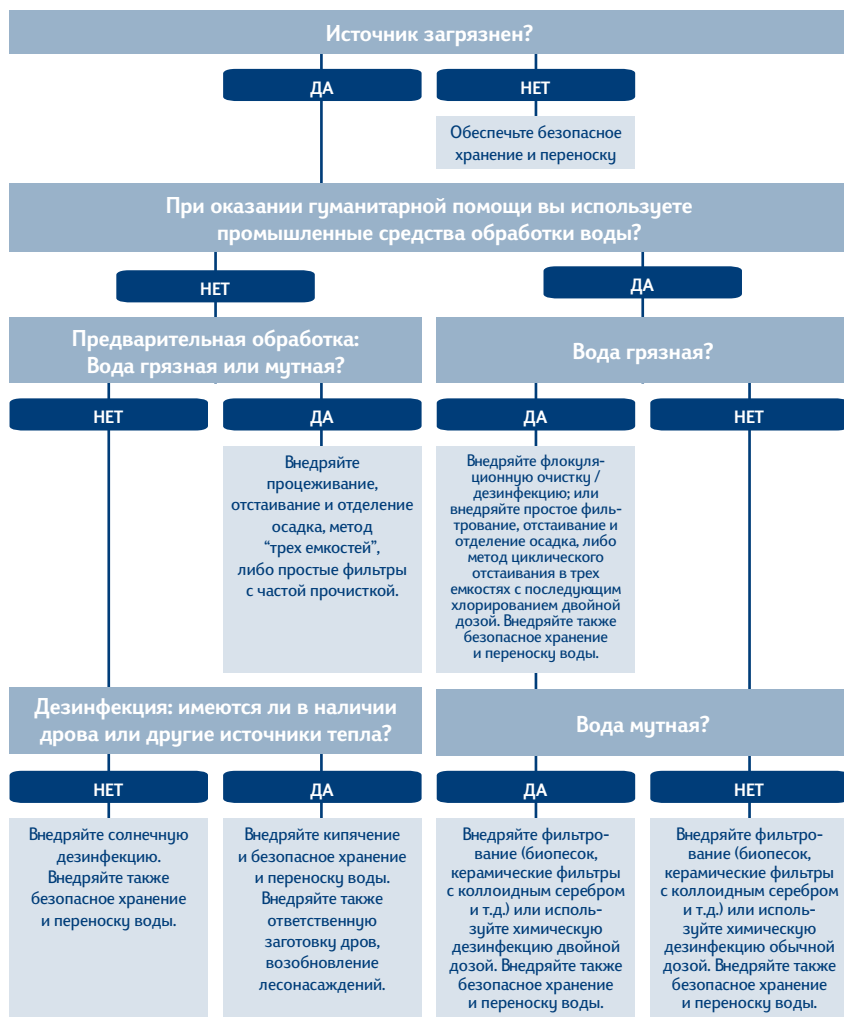 Источник загрязнен?
ДА
НЕТ
Обеспечьте безопасное
хранение и переноску
При оказании гуманитарной помощи вы используете
промышленные средства обработки воды?
НЕТ
ДА
Предварительная обработка:
Вода грязная или мутная?
Вода грязная?
НЕТ
ДА
ДА
НЕТ
Внедряйте
процеживание,
отстаивание и отделение
осадка, метод
“трех емкостей”,
либо простые фильтры
с частой прочисткой.
Внедряйте флокуля-
ционную очистку /
дезинфекцию; или
внедряйте простое филь-
трование, отстаивание и
отделение осадка, либо
метод циклического
отстаивания в трех
емкостях с последующим
хлорированием двойной
дозой. Внедряйте также
безопасное хранение
и переноску воды.
Дезинфекция: имеются ли в наличии
дрова или другие источники тепла?
Вода мутная?
НЕТ
ДА
ДА
НЕТ
Внедряйте солнечную
дезинфекцию.
Внедряйте также
безопасное хранение
и переноску воды.
Внедряйте кипячение
и безопасное хранение
и переноску воды.
Внедряйте также
ответственную
заготовку дров,
возобновление
лесонасаждений.
Внедряйте фильтро-
вание (биопесок,
керамические фильтры
с коллоидным серебром
и т.д.) или исполь-
зуйте химическую
дезинфекцию двойной
дозой. Внедряйте также
безопасное хранение
и переноску воды.
Внедряйте фильтро-
вание (биопесок,
керамические фильтры
с коллоидным серебром
и т.д.) или исполь-
зуйте химическую
дезинфекцию обычной
дозой. Внедряйте также
безопасное хранение
и переноску воды.